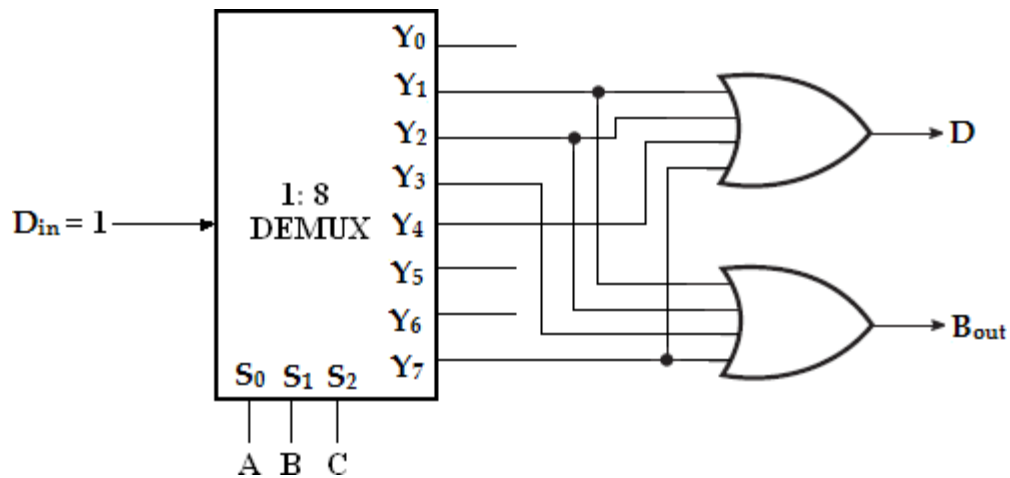 Y0
Y1
Y2
Y3
Y4
Y5
Y6
Y7
Din = 1
1: 8
DEMUX
S0 S1 S2
A B C
D
Bout